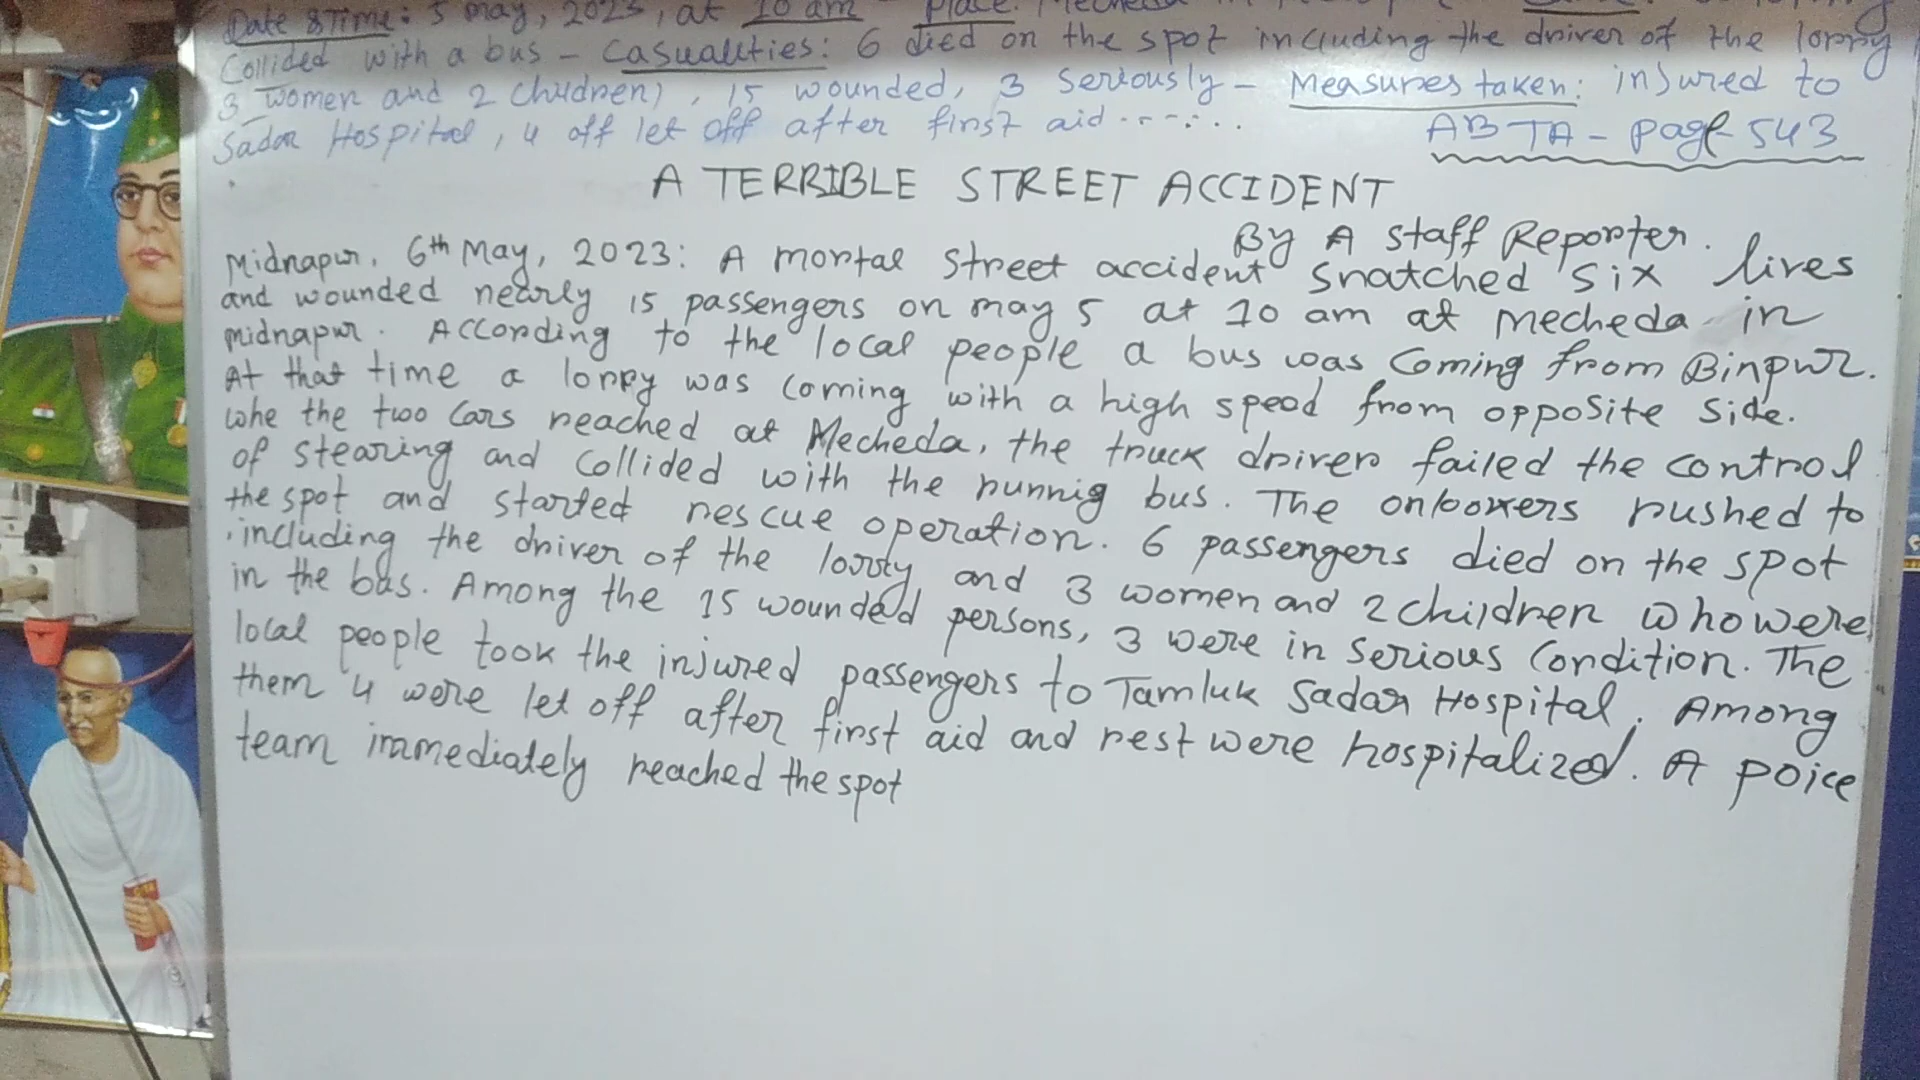 Date & Time: 5 may, 2023, at 10 am - Place: Mecheda in
Collided with a bus - Casualities: 6 died on the spot including the driver of the lorry
3 women and 2 children), 15 wounded, 3 seriously - Measures taken: injured to
Sadar Hospital, 4 off let off after first aid ......
ABTA - page - 543
A TERRIBLE STREET ACCIDENT
By A Staff Reporter.
Midnapur, 6th May, 2023: A mortal street accident snatched six lives
and wounded nearly 15 passengers on may 5 at 10 am at Mecheda in
midnapur. According to the local people a bus was coming from Binpur.
At that time a lorry was coming with a high speed from opposite side.
Whe the two cars reached at Mecheda, the truck driver failed the control
of stearing and collided with the runnig bus. The onlookers rushed to
the spot and started rescue operation. 6 passengers died on the spot
including the driver of the lorry and 3 women and 2 children who were
in the bus. Among the 15 wounded persons, 3 were in serious condition. The
local people took the injured passengers to Tamluk Sadar Hospital. Among
them 4 were let off after first aid and rest were hospitalized. A poice
team immediately reached the spot